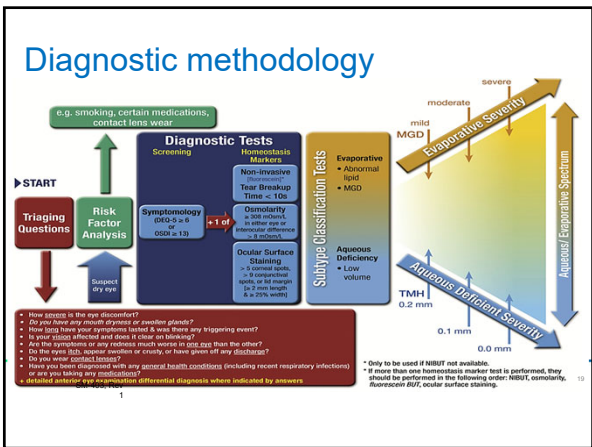 Diagnostic methodology
e.g. smoking, certain medications,
contact lens wear
START
Triaging
Questions
Risk
Factor
Analysis
Suspect
dry eye
Diagnostic Tests
Screening
Homeostasis
Markers
Symptomology
(DEQ-5 ≥ 6
or
OSDI ≥ 13)
+1 of
Non-invasive
[fluorescein]*
Tear Breakup
Time < 10s
Osmolarity
≥ 308 mOsm/L
in either eye or
interocular difference
> 8 mOsm/L
Ocular Surface
Staining
> 5 corneal spots,
> 9 conjunctival
spots, or lid margin
[≥ 2 mm length
& ≥ 25% width]
Subtype Classification Tests
Evaporative
• Abnormal
lipid
• MGD
Aqueous
Deficiency
• Low
volume
severe
moderate
mild
MGD
Evaporative Severity
Aqueous/ Evaporative Spectrum
Aqueous Deficient Severity
TMH
0.2 mm
0.1 mm
0.0 mm
• How severe is the eye discomfort?
• Do you have any mouth dryness or swollen glands?
• How long have your symptoms lasted & was there any triggering event?
• Is your vision affected and does it clear on blinking?
• Are the symptoms or any redness much worse in one eye than the other?
• Do the eyes itch, appear swollen or crusty, or have given off any discharge?
• Do you wear contact lenses?
• Have you been diagnosed with any general health conditions (including recent respiratory infections)
or are you taking any medications?
+ detailed anterior eye examination differential diagnosis where indicated by answers
1
* Only to be used if NIBUT not available.
* If more than one homeostasis marker test is performed, they
should be performed in the following order: NIBUT, osmolarity,
fluorescein BUT, ocular surface staining.
19